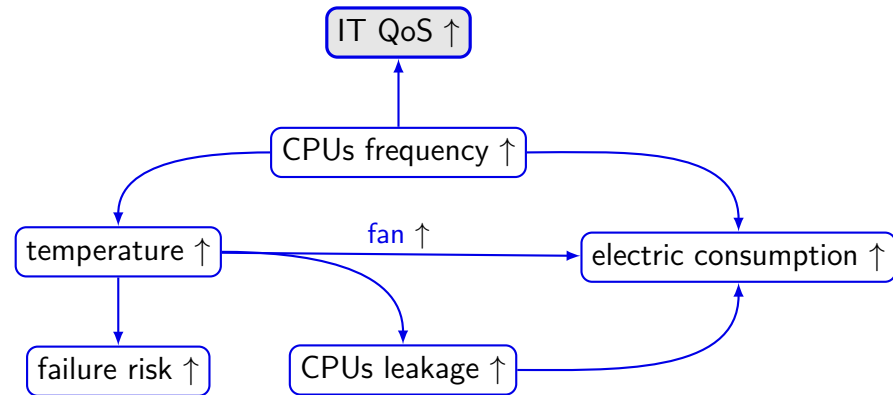 IT QoS ↑
CPUs frequency ↑
fan ↑
temperature ↑
electric consumption ↑
failure risk ↑
CPUs leakage ↑